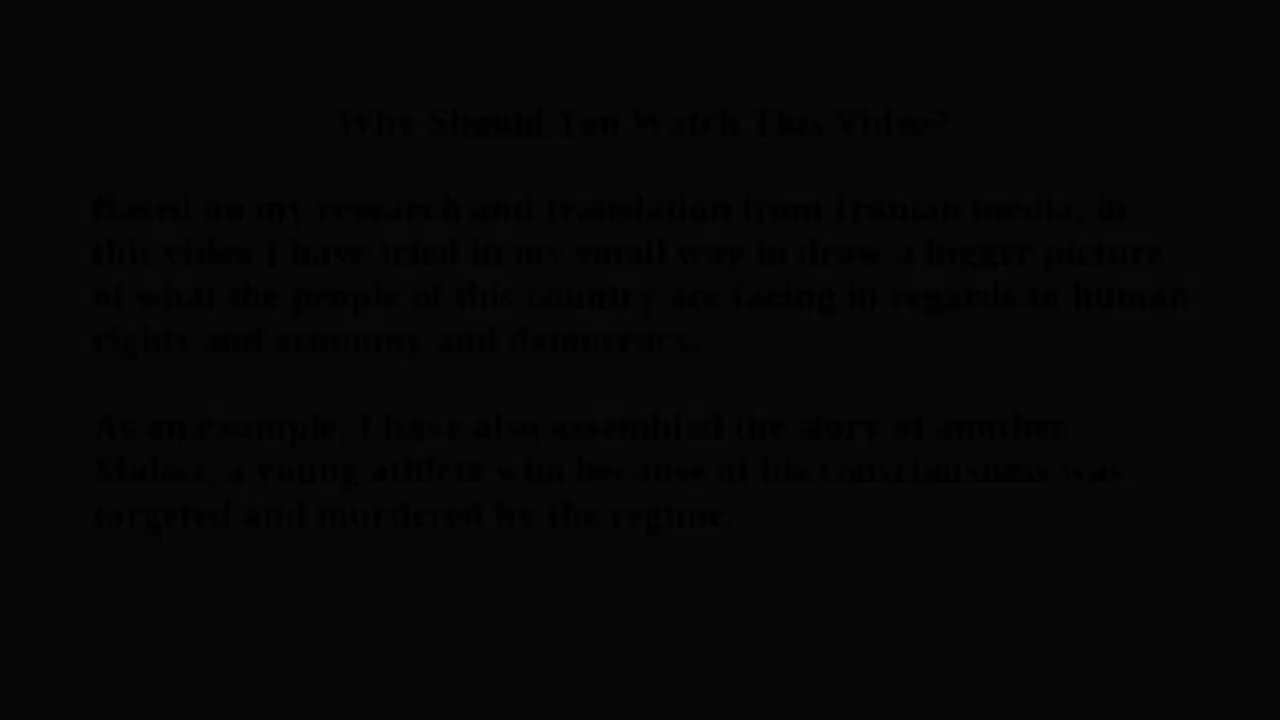 Why Should You Watch This Video?
Based on my research and translation from Iranian media, in
this video I have tried in my small way to draw a bigger picture
of what the people of this country are facing in regards to human
rights and economy and democracy.
As an example, I have also assembled the story of another
Mahsa, a young athlete who because of his consciousness was
targeted and murdered by the regime.